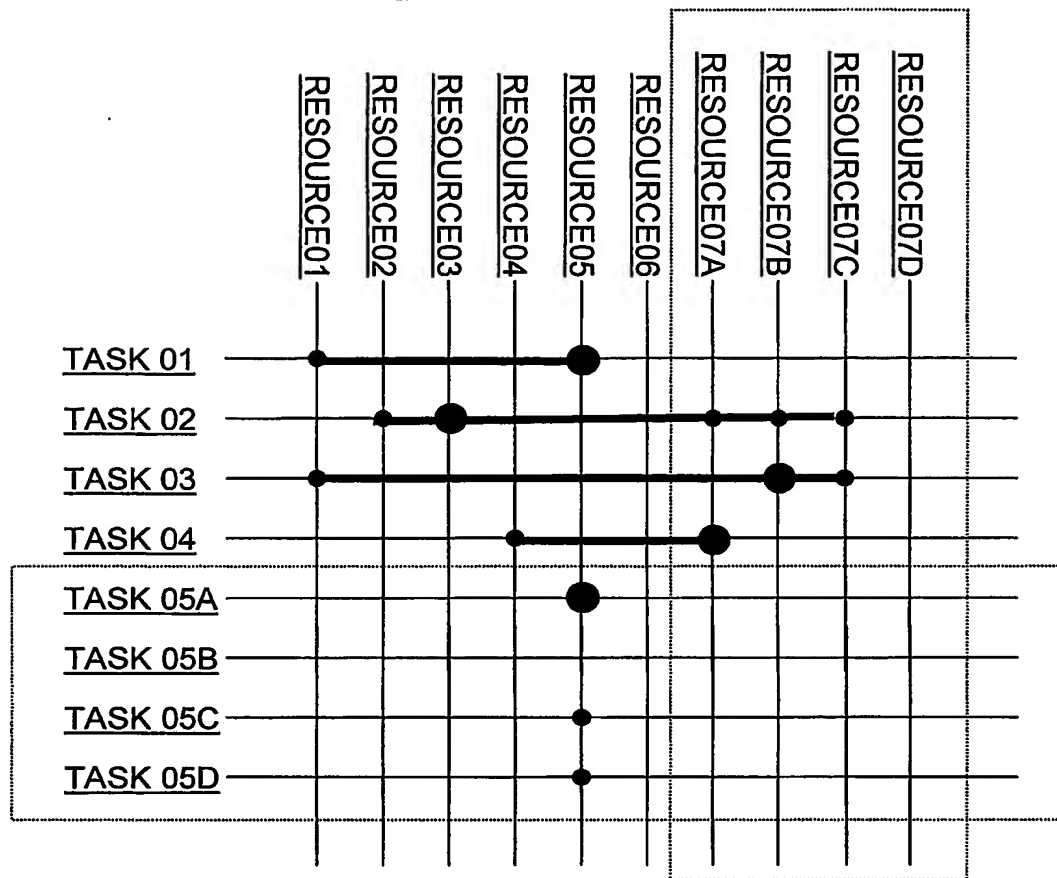 RESOURCE01
RESOURCE02
RESOURCE03
RESOURCE04
RESOURCE05
RESOURCE06
RESOURCE07A
RESOURCE07B
RESOURCE07C
RESOURCE07D
TASK 01
TASK 02
TASK 03
TASK 04
TASK 05A
TASK 05B
TASK 05C
TASK 05D